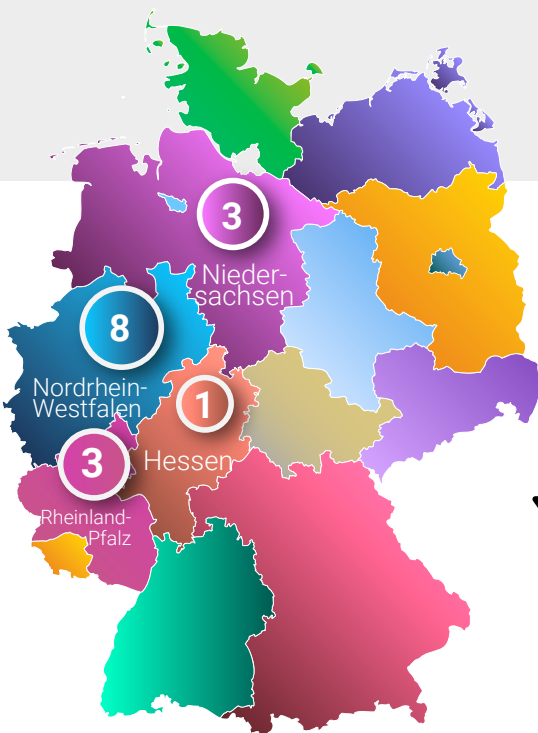 3
Nieder-
sachsen
8
Nordrhein-
Westfalen
1
3
Hessen
Rheinland-
Pfalz